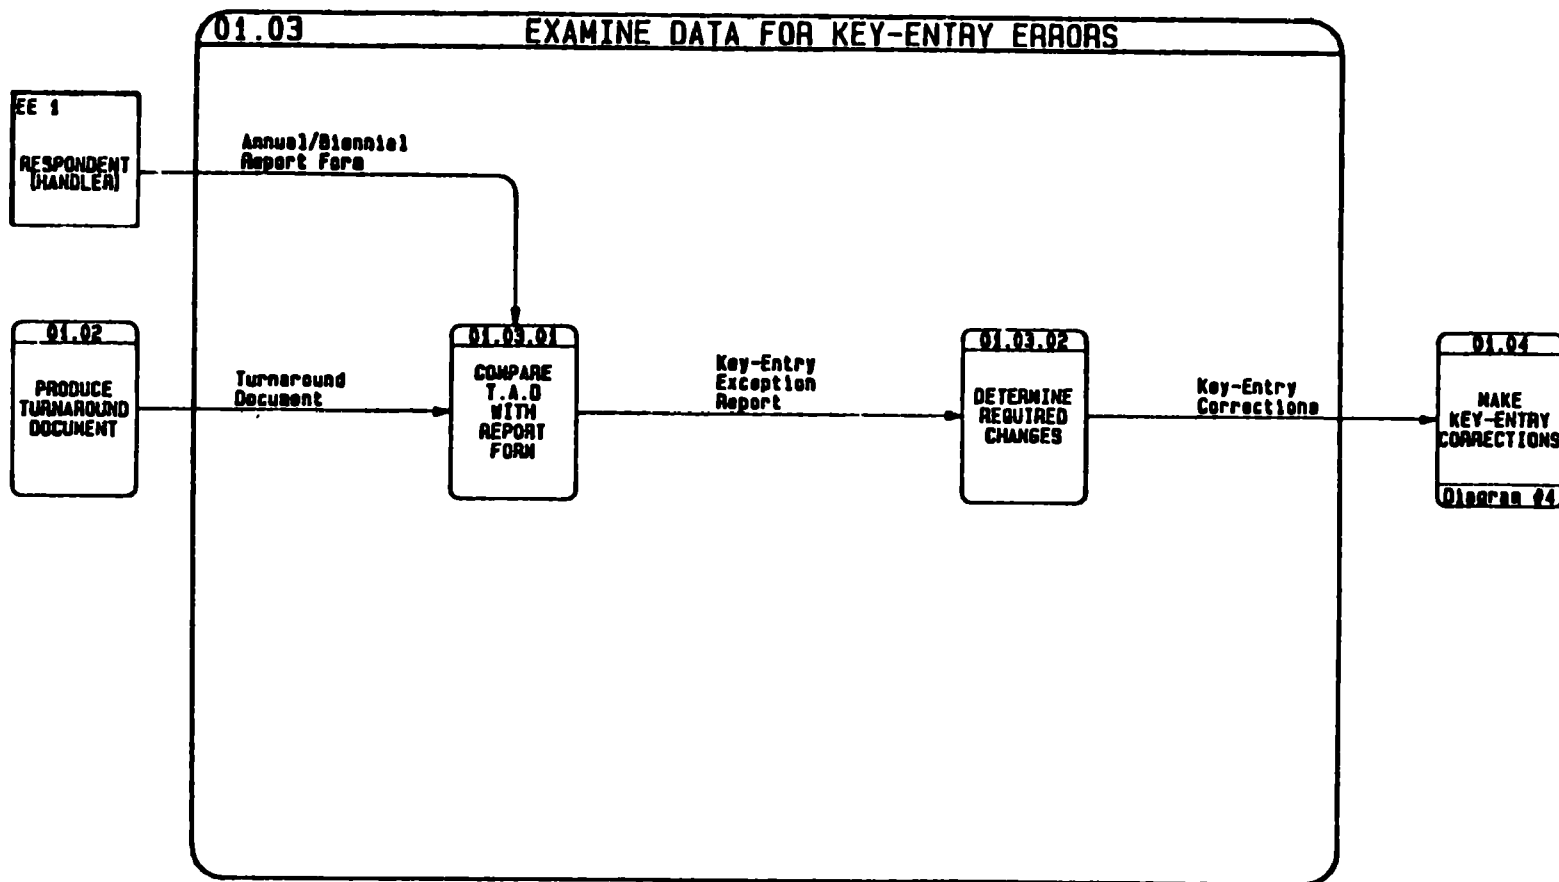 01.03
EXAMINE DATA FOR KEY-ENTRY ERRORS
EE 1
RESPONDENT
(HANDLER)
Annual/Biennial
Report Form
01.02
PRODUCE
TURNAROUND
DOCUMENT
Turnaround
Document
01.03.01
COMPARE
T.A.D
WITH
REPORT
FORM
Key-Entry
Exception
Report
01.03.02
DETERMINE
REQUIRED
CHANGES
Key-Entry
Corrections
01.04
MAKE
KEY-ENTRY
CORRECTIONS
Diagram #4